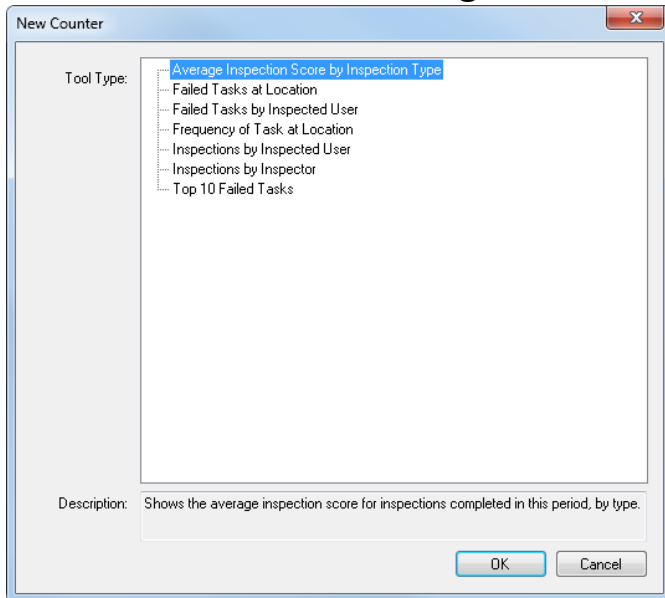 New Counter
Tool Type:
Average Inspection Score by Inspection Type
Failed Tasks at Location
Failed Tasks by Inspected User
Frequency of Task at Location
Inspections by Inspected User
Inspections by Inspector
Top 10 Failed Tasks
Description:
Shows the average inspection score for inspections completed in this period, by type.
OK
Cancel